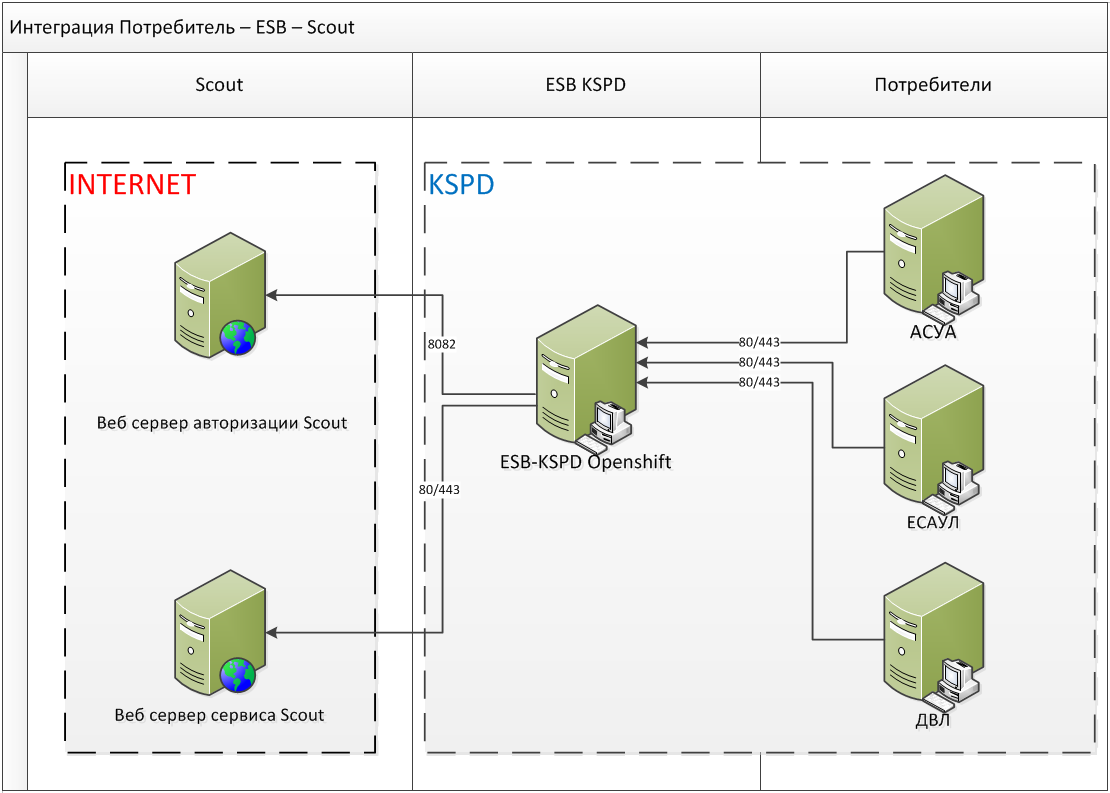 Интеграция Потребитель – ESB – Scout
Scout
ESB KSPD
Потребители
INTERNET
KSPD
АСУА
8082
80/443
80/443
80/443
Веб сервер авторизации Scout
ESB-KSPD Openshift
80/443
ЕСАУЛ
Веб сервер сервиса Scout
ДВЛ